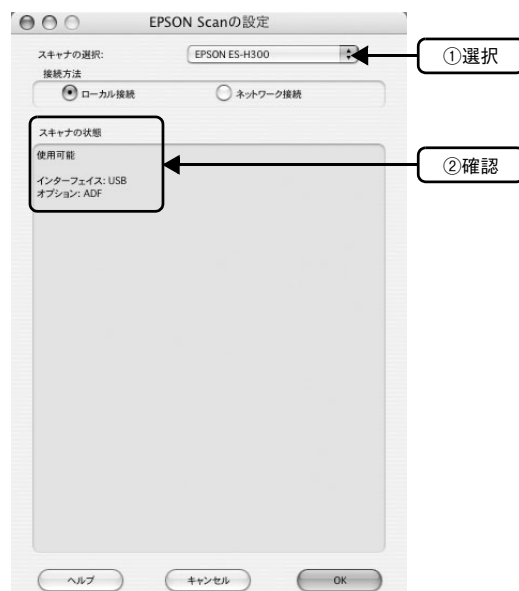 EPSON Scanの設定
スキャナの選択: EPSON ES-H300
①選択
接続方法
ローカル接続 ネットワーク接続
スキャナの状態
使用可能
②確認
インターフェイス: USB
オプション: ADF
ヘルプ キャンセル OK